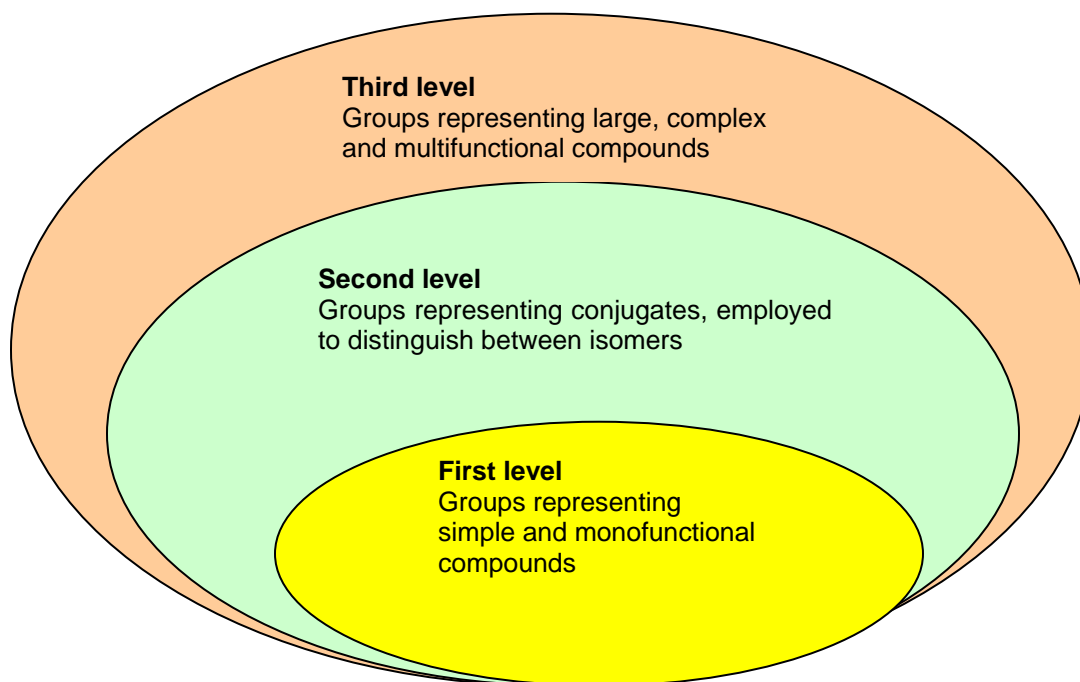 Third level
Groups representing large, complex
and multifunctional compounds
Second level
Groups representing conjugates, employed
to distinguish between isomers
First level
Groups representing
simple and monofunctional
compounds